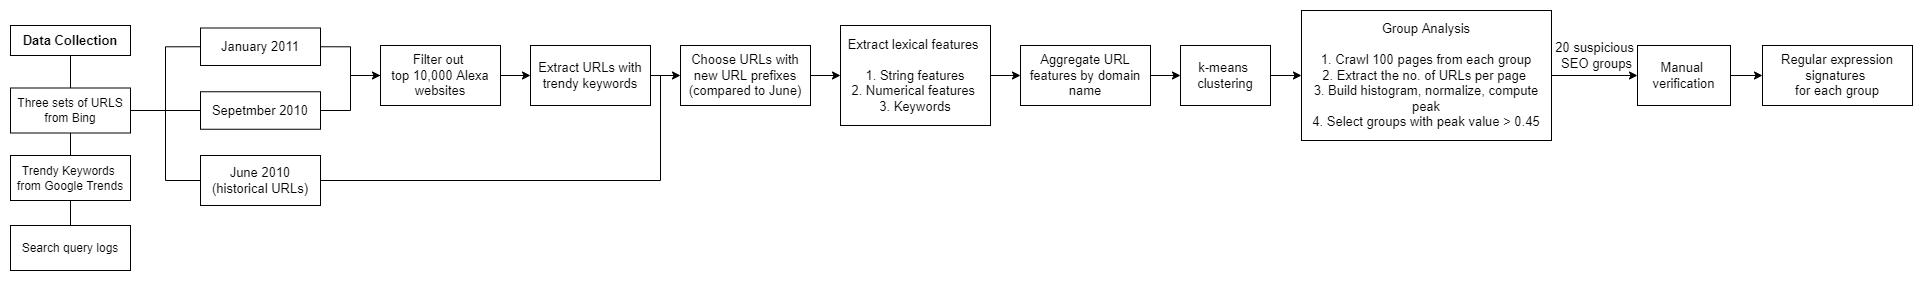 Data Collection
Three sets of URLS
from Bing
Trendy Keywords
from Google Trends
Search query logs
January 2011
Sepetmber 2010
June 2010
(historical URLs)
Filter out
top 10,000 Alexa
websites
Extract URLs with
trendy keywords
Choose URLs with
new URL prefixes
(compared to June)
Extract lexical features
1. String features
2. Numerical features
3. Keywords
Aggregate URL
features by domain
name
k-means
clustering
Group Analysis
1. Crawl 100 pages from each group
2. Extract the no. of URLs per page
3. Build histogram, normalize, compute
peak
4. Select groups with peak value > 0.45
20 suspicious
SEO groups
Manual
verification
Regular expression
signatures
for each group